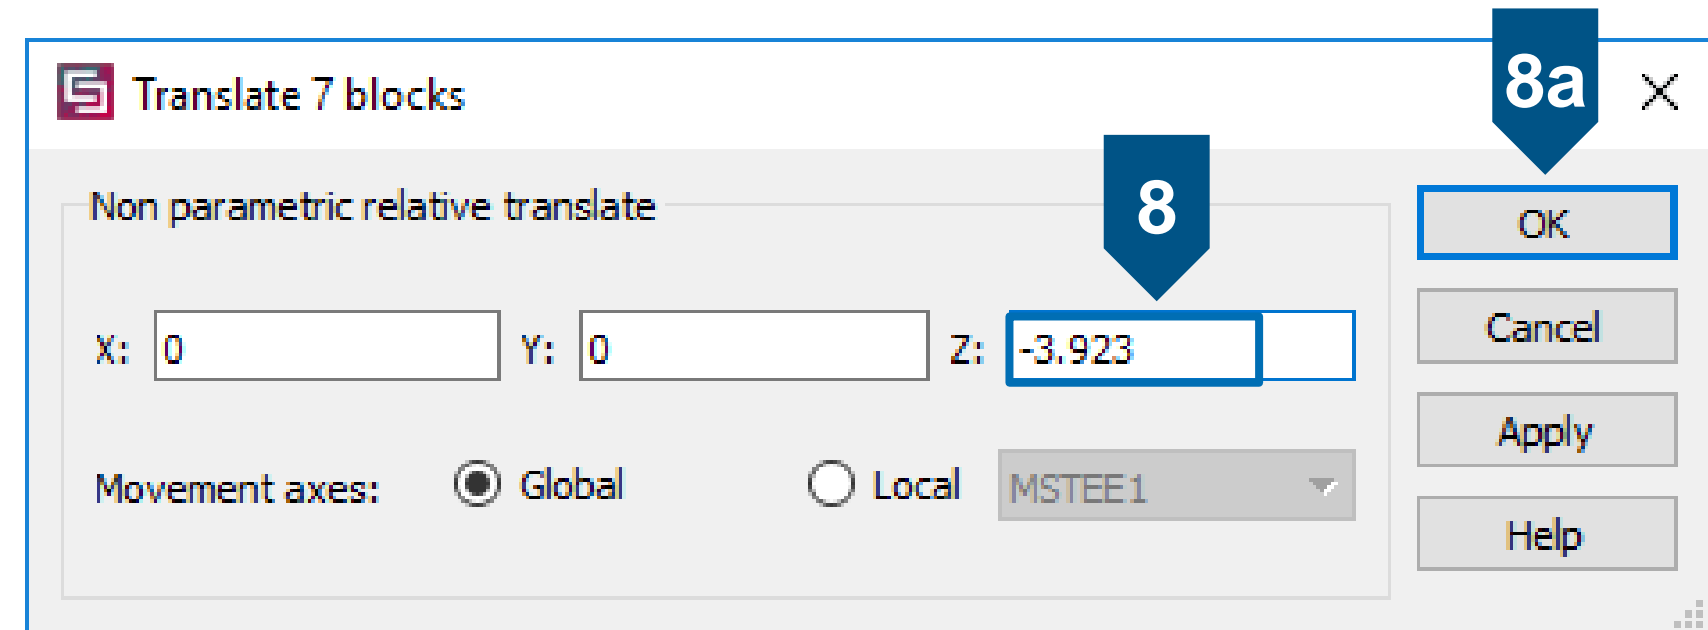 8a
Translate 7 blocks
8
Non parametric relative translate
OK
X: 0 Y: 0 Z: -3.923
Cancel
Apply
Movement axes: Global Local MSTEE1
Help